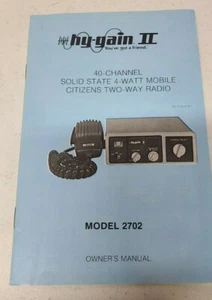 hy-gain II
You've got a friend.
40-CHANNEL
SOLID STATE 4-WATT MOBILE
CITIZENS TWO-WAY RADIO
MODEL 2702
OWNER'S MANUAL